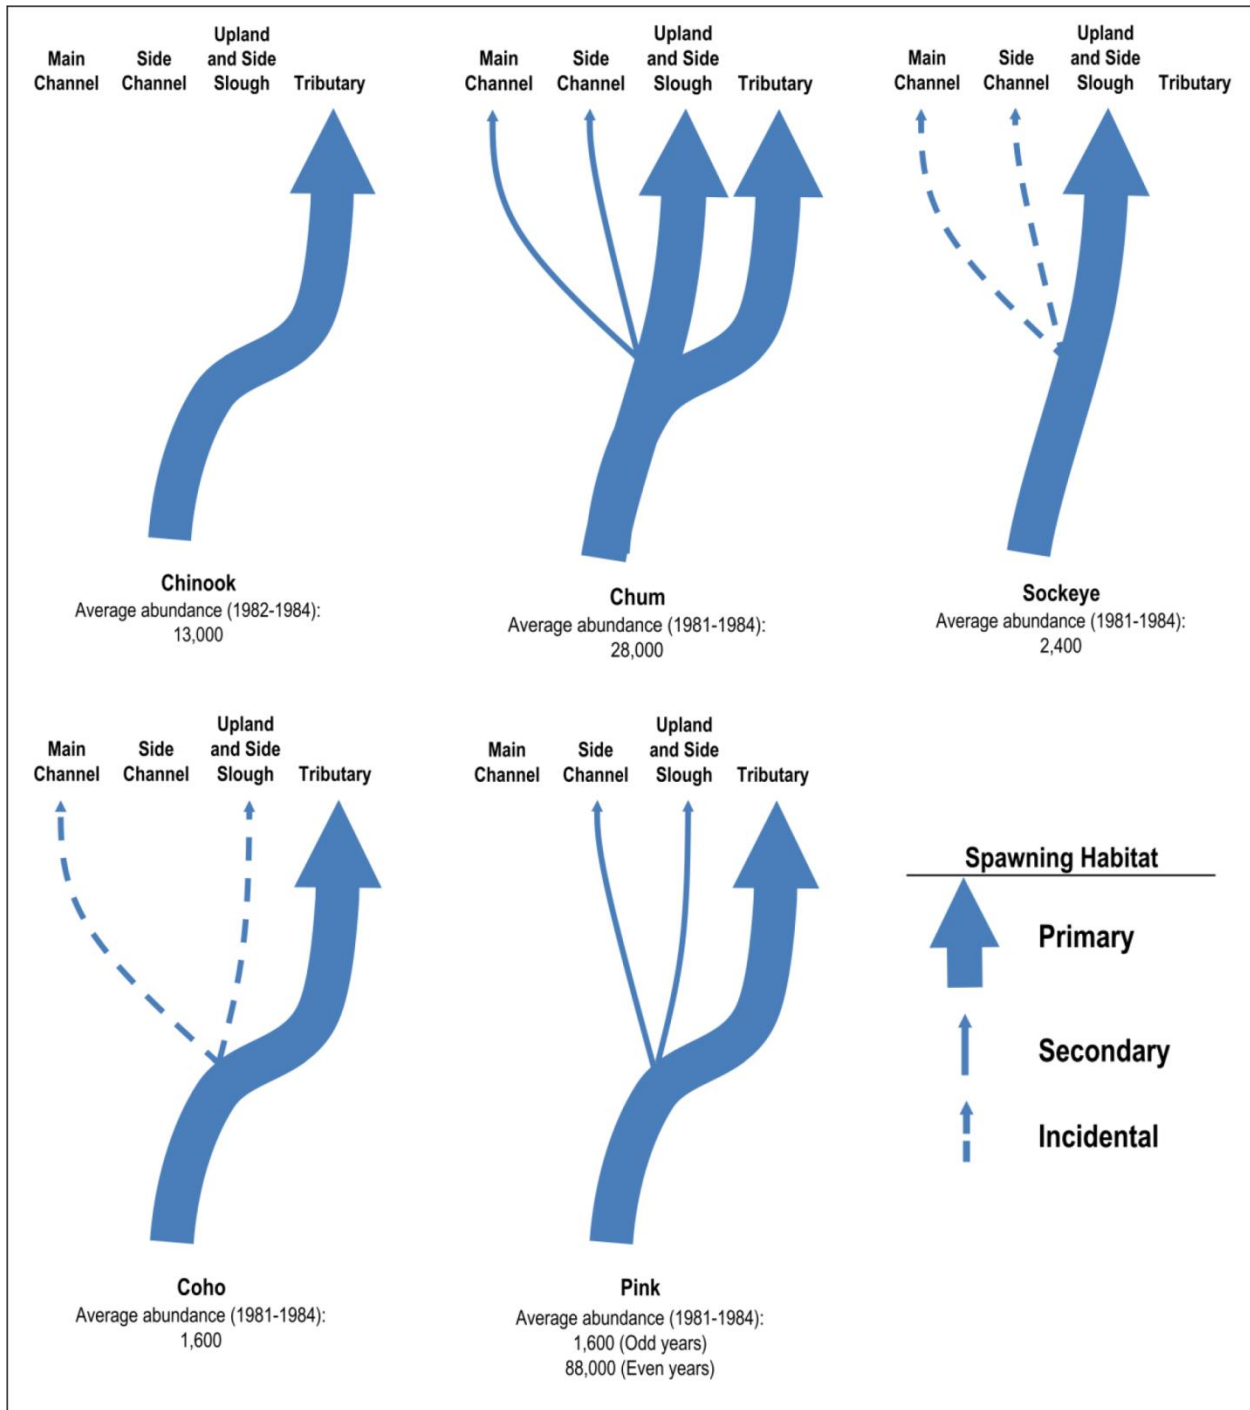 Main
Channel
Side
Channel
Upland
and Side
Slough
Tributary
Chinook
Average abundance (1982-1984):
13,000
Main
Channel
Side
Channel
Upland
and Side
Slough
Tributary
Chum
Average abundance (1981-1984):
28,000
Main
Channel
Side
Channel
Upland
and Side
Slough
Tributary
Sockeye
Average abundance (1981-1984):
2,400
Main
Channel
Side
Channel
Upland
and Side
Slough
Tributary
Coho
Average abundance (1981-1984):
1,600
Main
Channel
Side
Channel
Upland
and Side
Slough
Tributary
Pink
Average abundance (1981-1984):
1,600 (Odd years)
88,000 (Even years)
Spawning Habitat
Primary
Secondary
Incidental